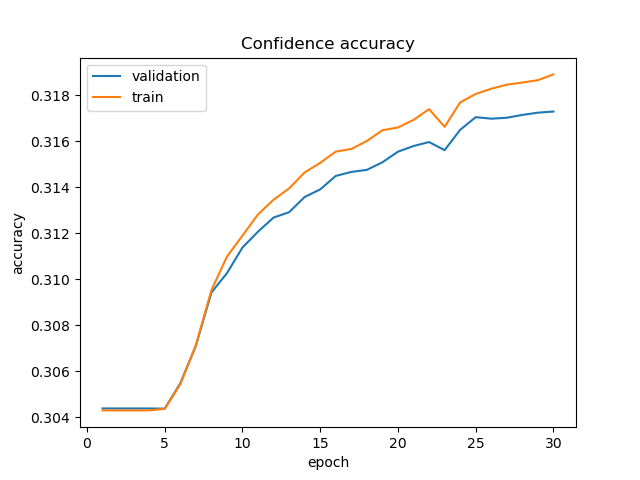 Confidence accuracy
validation
train
0.318
0.316
0.314
0.312
0.310
0.308
0.306
0.304
accuracy
0 5 10 15 20 25 30
epoch